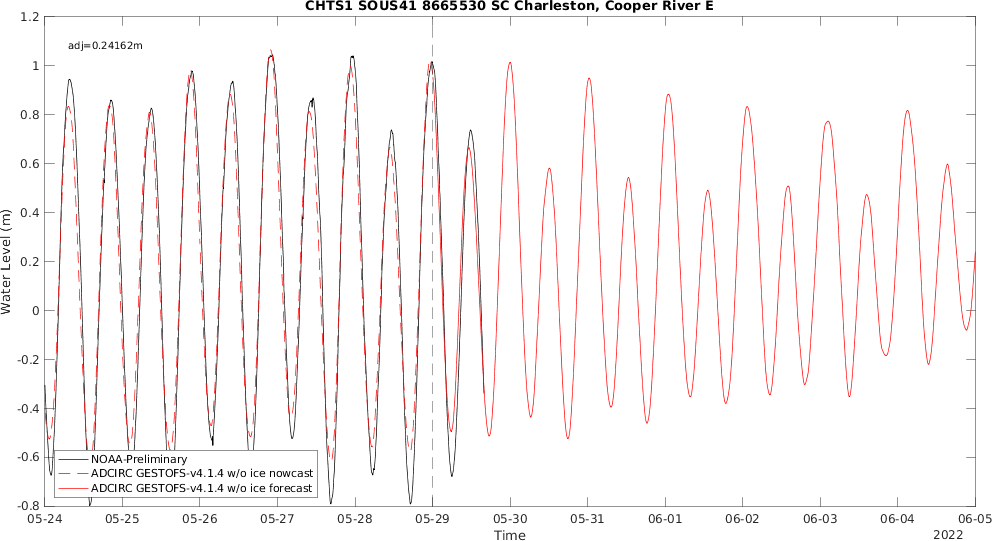 CHTS1 SOUS41 8665530 SC Charleston, Cooper River E
adj=0.24162m
1.2
1
0.8
0.6
0.4
0.2
0
-0.2
-0.4
-0.6
-0.8
Water Level (m)
NOAA-Preliminary
ADCIRC GESTOFS-v4.1.4 w/o ice nowcast
ADCIRC GESTOFS-v4.1.4 w/o ice forecast
05-24 05-25 05-26 05-27 05-28 05-29 05-30 05-31 06-01 06-02 06-03 06-04 06-05
Time
2022